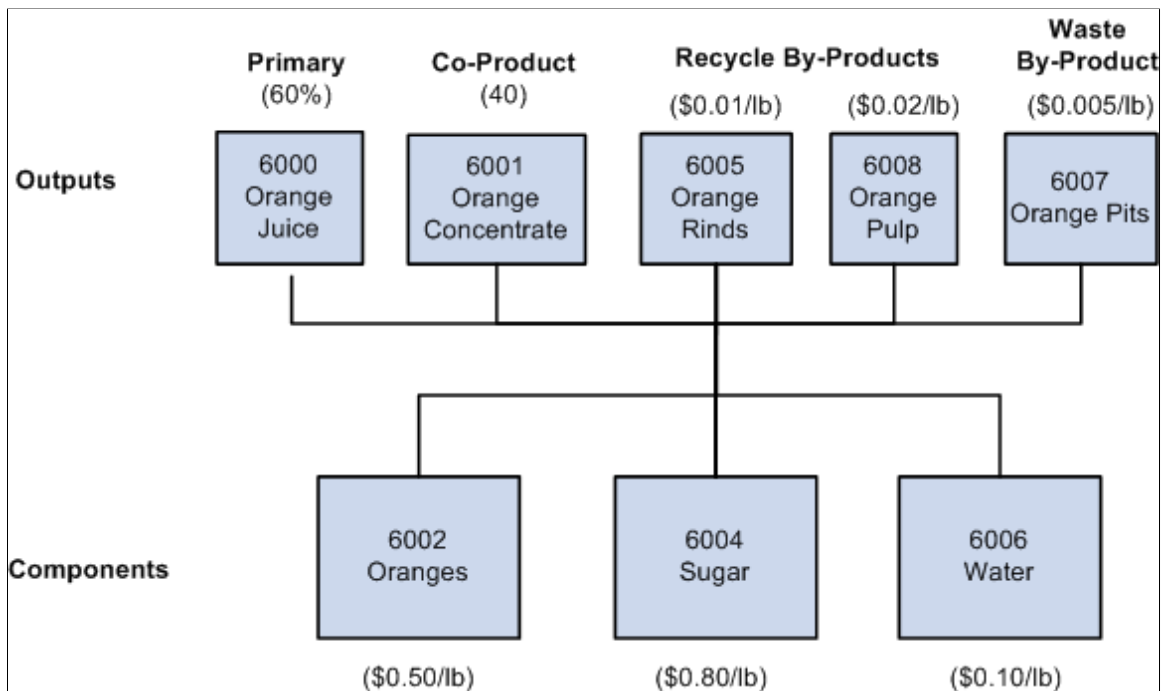 Primary
(60%)
Co-Product
(40)
Recycle By-Products
($0.01/lb)
($0.02/lb)
Waste
By-Product
($0.005/lb)
Outputs
6000
Orange
Juice
6001
Orange
Concentrate
6005
Orange
Rinds
6008
Orange
Pulp
6007
Orange Pits
Components
6002
Oranges
6004
Sugar
6006
Water
($0.50/lb)
($0.80/lb)
($0.10/lb)